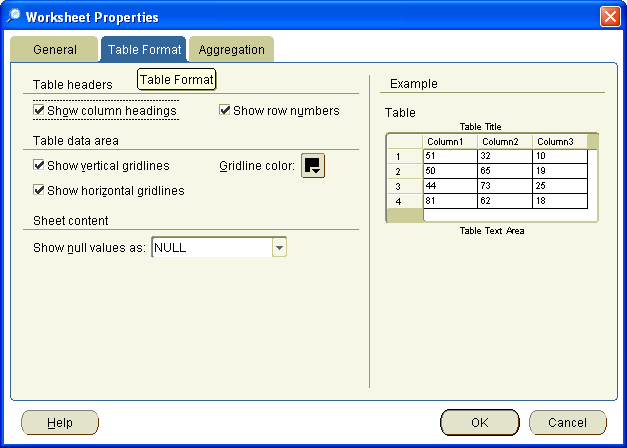 Worksheet Properties
General Table Format Aggregation
Table Format
Table headers
Show column headings Show row numbers
Table data area
Show vertical gridlines Gridline color:
Show horizontal gridlines
Sheet content
Show null values as: NULL
Example
Table
Table Title
Column1 Column2 Column3
1 51 32 10
2 50 65 19
3 44 73 25
4 81 62 18
Table Text Area
Help OK Cancel